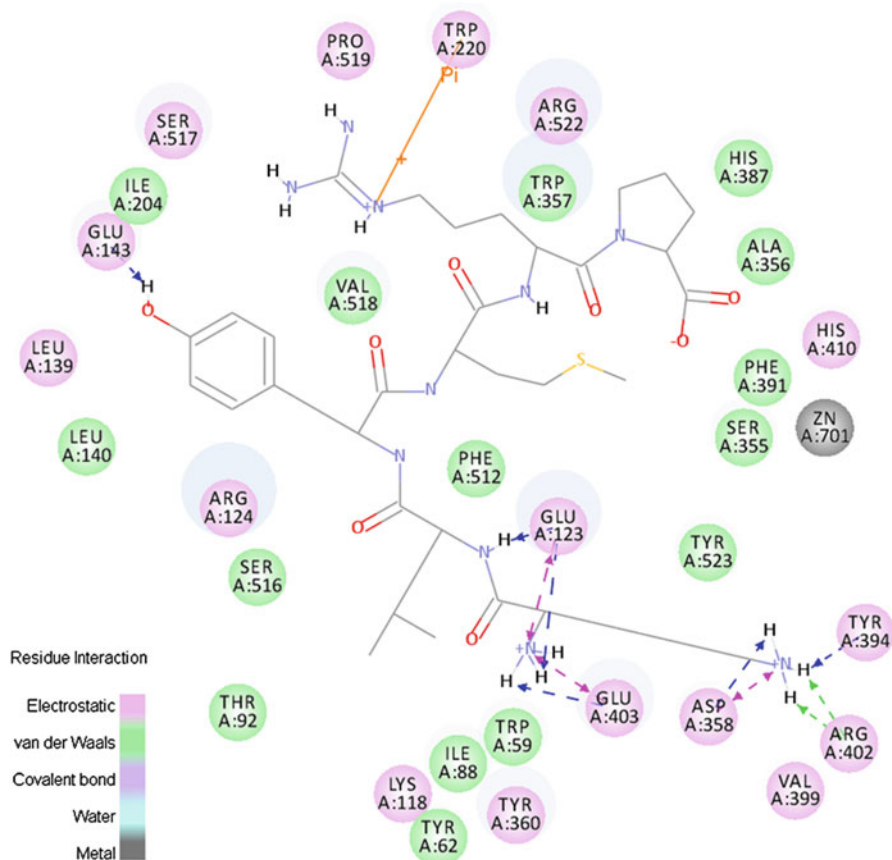 PRO
A:519
TRP
A:220
Pi
SER
A:517
ARG
A:522
H
N
HIS
A:387
ILE
A:204
H
N
H
+
+N
H
TRP
A:357
GLU
A:143
N
ALA
A:356
H
O
VAL
A:518
O
N
H
O
O
-O
HIS
A:410
LEU
A:139
O
S
PHE
A:391
N
ZN
A:701
SER
A:355
LEU
A:140
N
PHE
A:512
ARG
A:124
O
GLU
A:123
H
N
TYR
A:523
SER
A:516
O
+N
H
H
H
H
TYR
A:394
+N
H
H
Residue Interaction
Electrostatic
van der Waals
Covalent bond
Water
Metal
THR
A:92
GLU
A:403
ASP
A:358
ARG
A:402
TRP
A:59
ILE
A:88
VAL
A:399
LYS
A:118
TYR
A:360
TYR
A:62